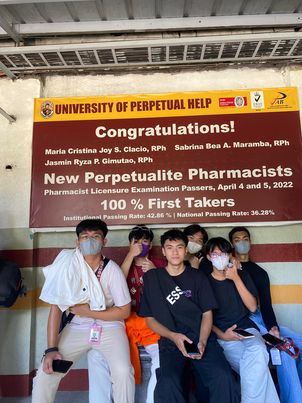 UNIVERSITY OF PERPETUAL HELP
Congratulations!
Maria Cristina Joy S. Clacio, RPh Sabrina Bea A. Maramba, RPh
Jasmin Ryza P. Gimutao, RPh
New Perpetualite Pharmacists
Pharmacist Licensure Examination Passers, April 4 and 5, 2022
100 % First Takers
Institutional Passing Rate: 42.86 % | National Passing Rate: 36.28%
ESS